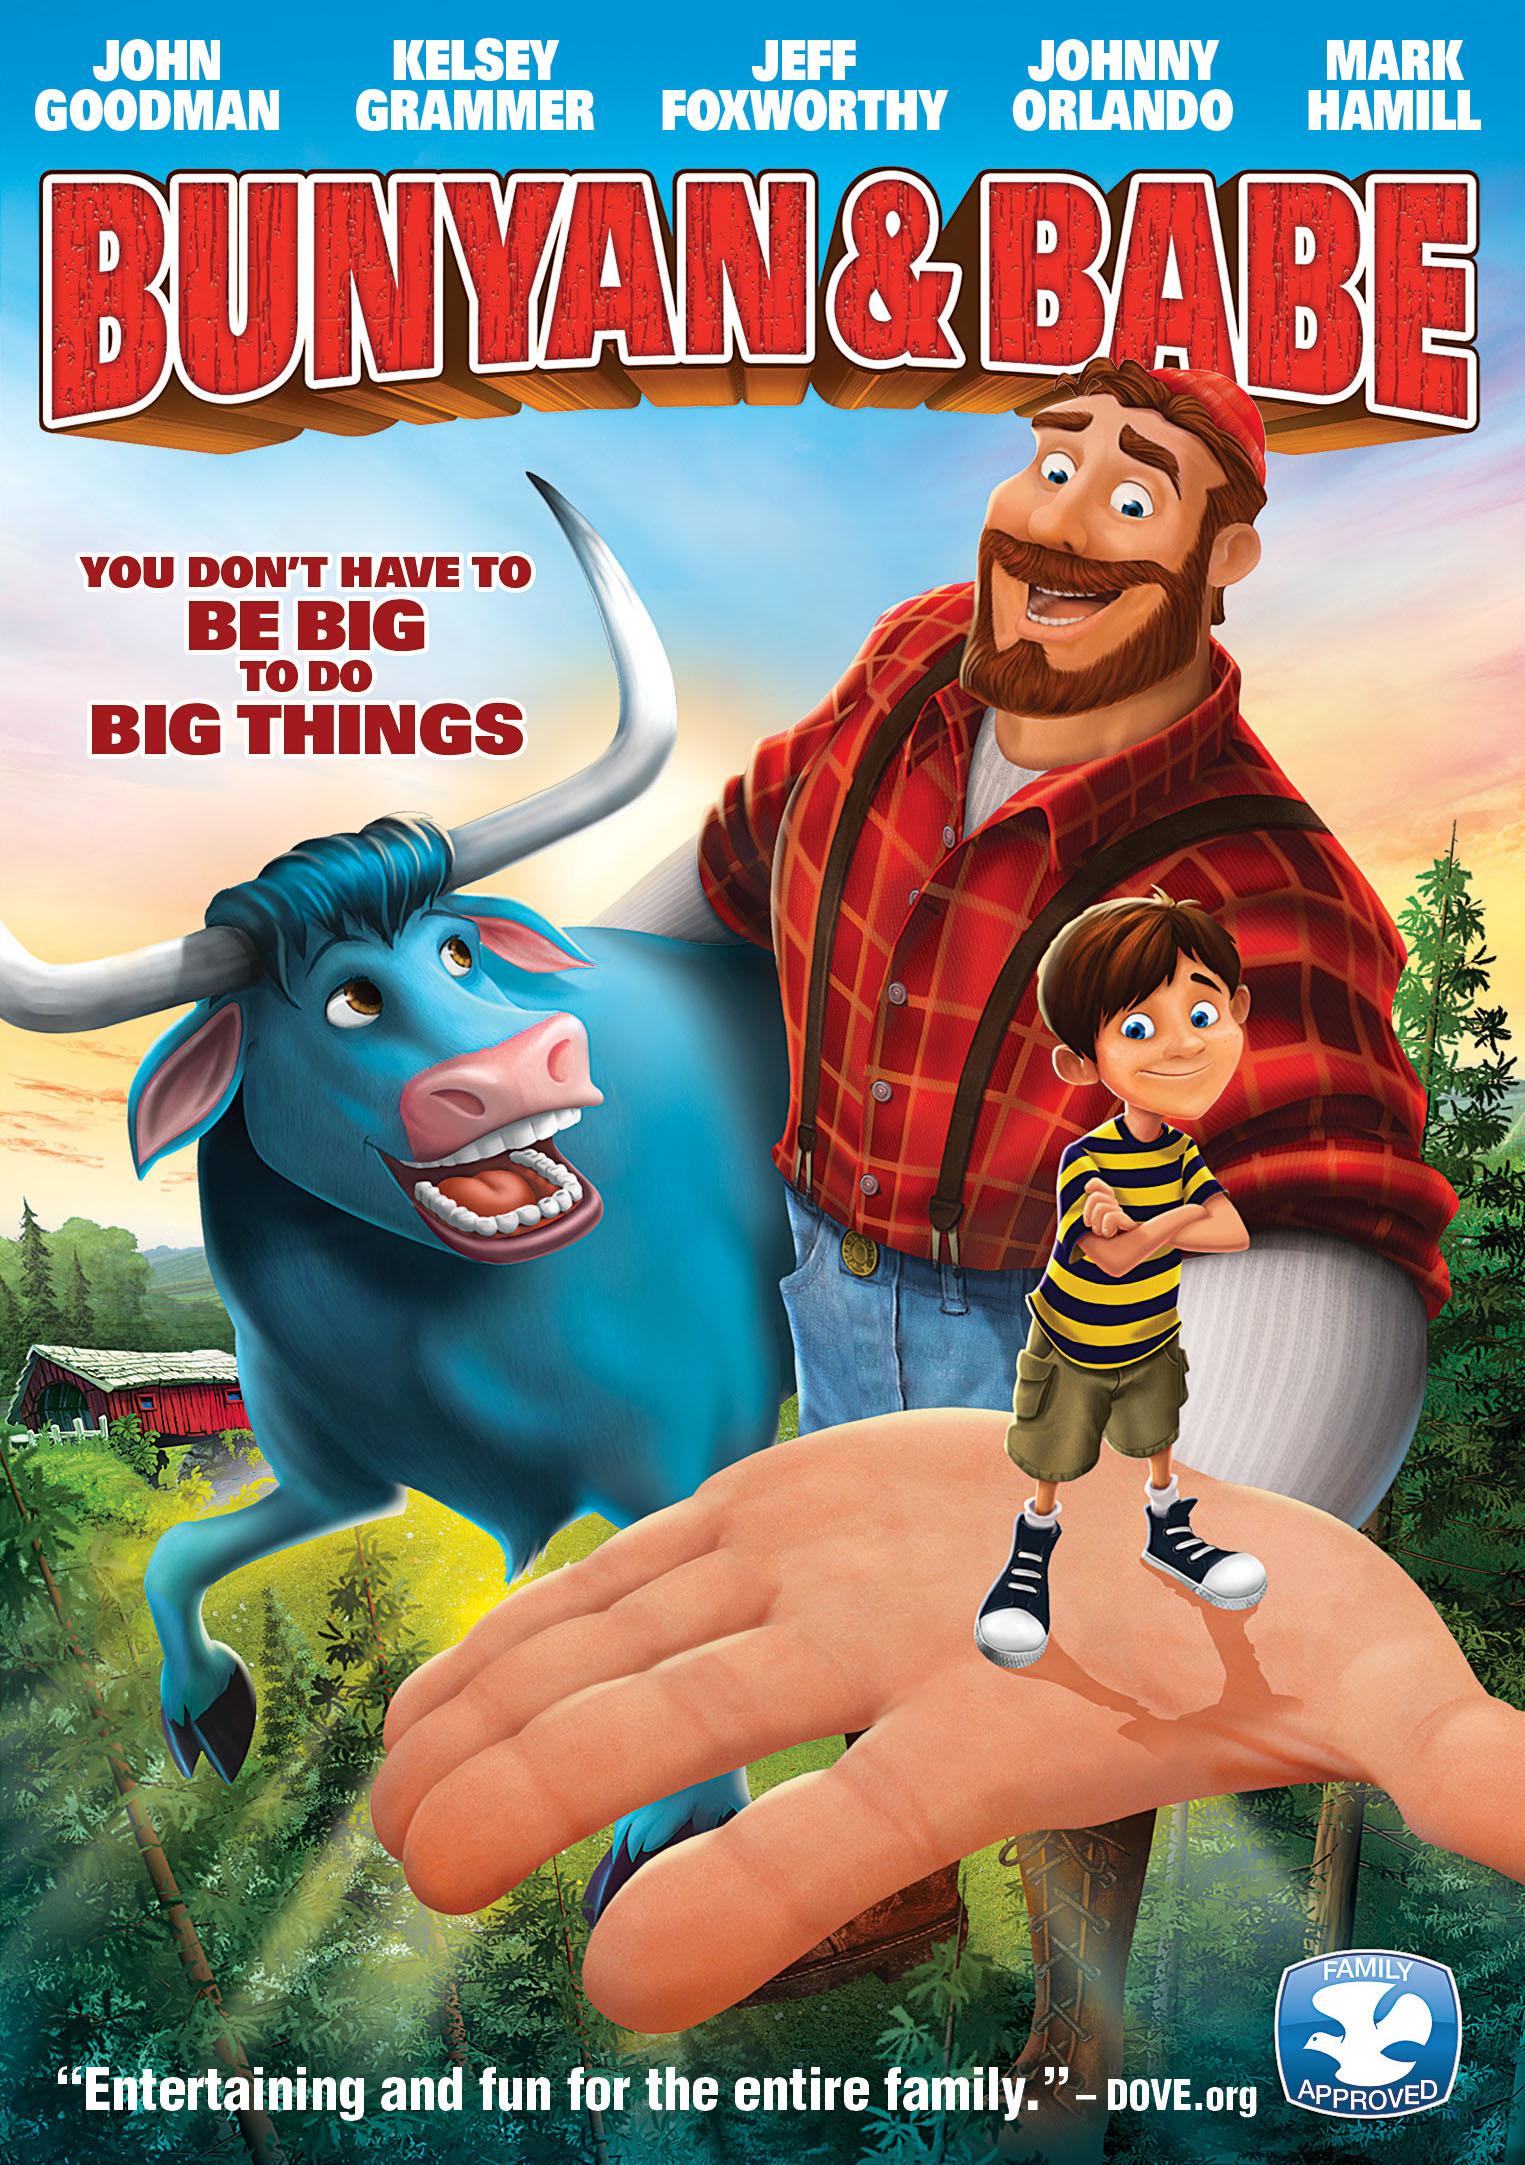 JOHN GOODMAN
KELSEY GRAMMER
JEFF FOXWORTHY
JOHNNY ORLANDO
MARK HAMILL
BUNYAN & BABE
YOU DON'T HAVE TO
BE BIG
TO DO
BIG THINGS
“Entertaining and fun for the entire family.” – DOVE.org
FAMILY
APPROVED